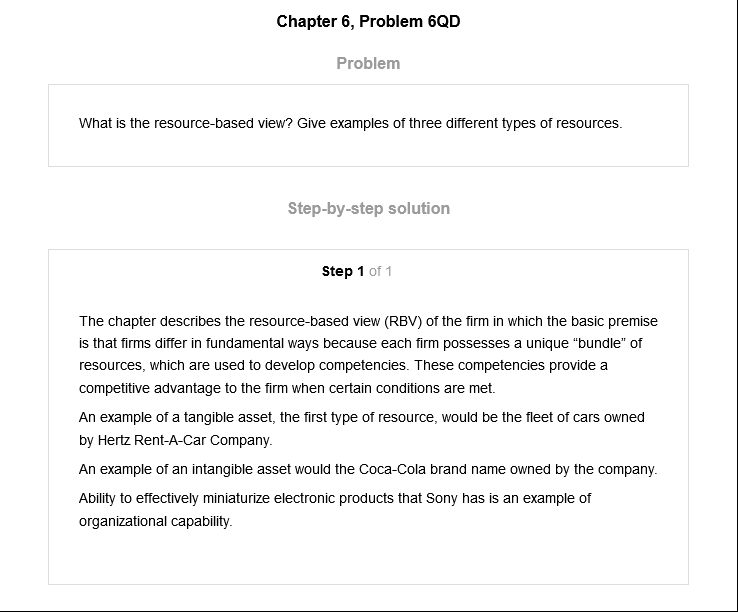 Chapter 6, Problem 6QD
Problem
What is the resource-based view? Give examples of three different types of resources.
Step-by-step solution
Step 1 of 1
The chapter describes the resource-based view (RBV) of the firm in which the basic premise
is that firms differ in fundamental ways because each firm possesses a unique “bundle” of
resources, which are used to develop competencies. These competencies provide a
competitive advantage to the firm when certain conditions are met.
An example of a tangible asset, the first type of resource, would be the fleet of cars owned
by Hertz Rent-A-Car Company.
An example of an intangible asset would the Coca-Cola brand name owned by the company.
Ability to effectively miniaturize electronic products that Sony has is an example of
organizational capability.